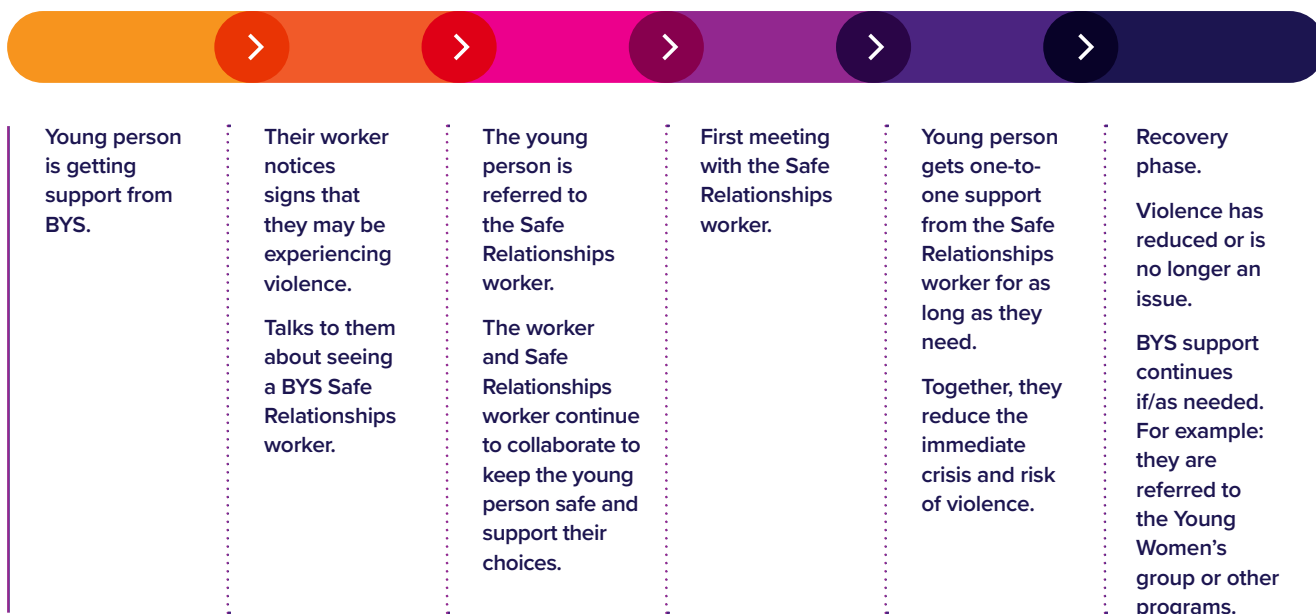 Young person
is getting
support from
BYS.
Their worker
notices
signs that
they may be
experiencing
violence.
Talks to them
about seeing
a BYS Safe
Relationships
worker.
The young
person is
referred to
the Safe
Relationships
worker.
The worker
and Safe
Relationships
worker continue
to collaborate to
keep the young
person safe and
support their
choices.
First meeting
with the Safe
Relationships
worker.
Young person
gets one-to-
one support
from the Safe
Relationships
worker for as
long as they
need.
Together, they
reduce the
immediate
crisis and risk
of violence.
Recovery
phase.
Violence has
reduced or is
no longer an
issue.
BYS support
continues
if/as needed.
For example:
they are
referred to
the Young
Women’s
group or other
programs.